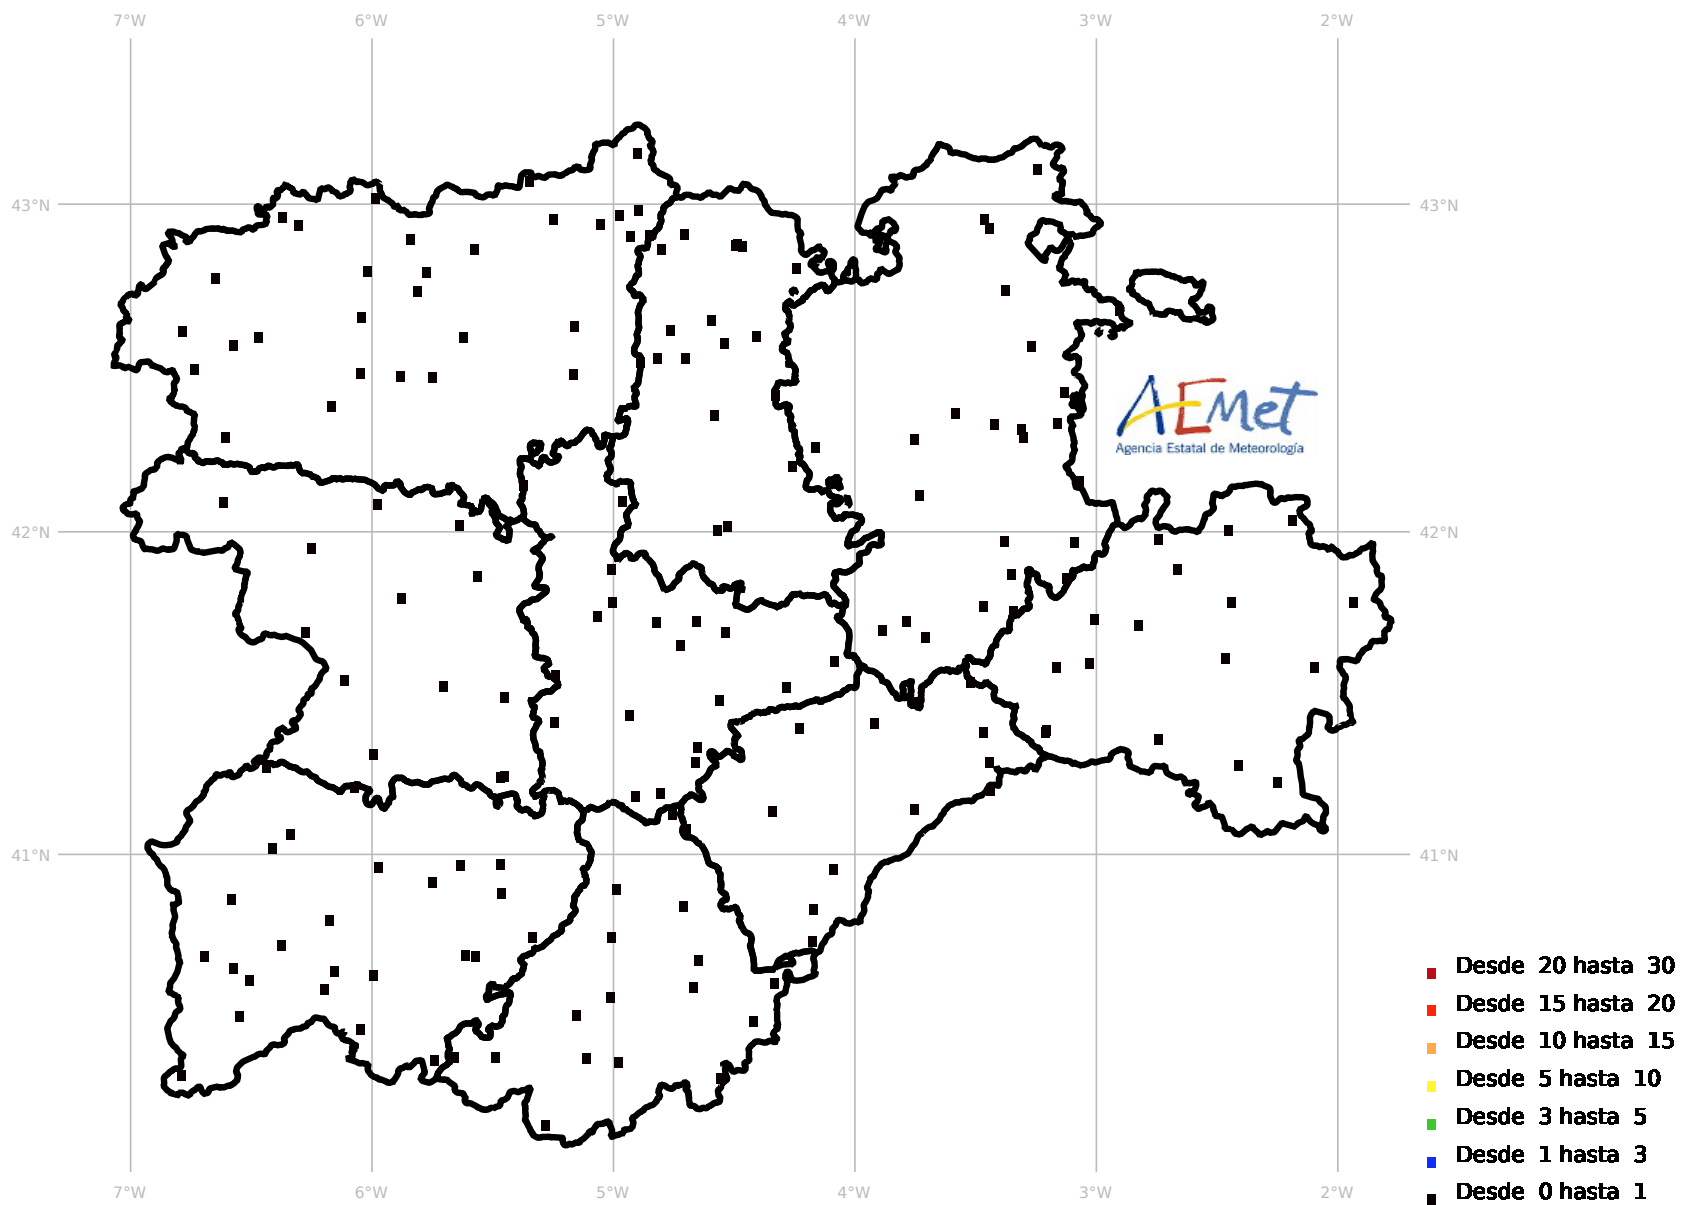 7°W 6°W 5°W 4°W 3°W 2°W
43°N 43°N
AEMet
Agencia Estatal de Meteorología
42°N 42°N
41°N 41°N
Desde 20 hasta 30
Desde 15 hasta 20
Desde 10 hasta 15
Desde 5 hasta 10
Desde 3 hasta 5
Desde 1 hasta 3
Desde 0 hasta 1
7°W 6°W 5°W 4°W 3°W 2°W